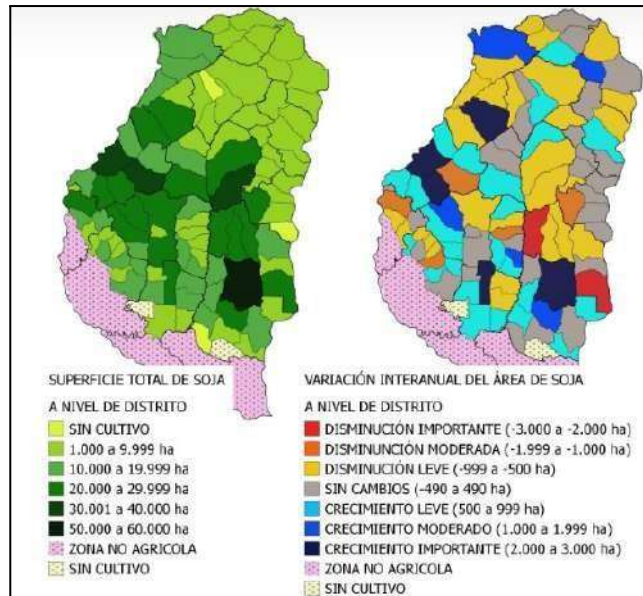 SUPERFICIE TOTAL DE SOJA
A NIVEL DE DISTRITO
SIN CULTIVO
1.000 a 9.999 ha
10.000 a 19.999 ha
20.000 a 29.999 ha
30.001 a 40.000 ha
50.000 a 60.000 ha
ZONA NO AGRICOLA
SIN CULTIVO
VARIACIÓN INTERANUAL DEL ÁREA DE SOJA
A NIVEL DE DISTRITO
DISMINUCIÓN IMPORTANTE (-3.000 a -2.000 ha)
DISMINUNCIÓN MODERADA (-1.999 a -1.000 ha)
DISMINUCIÓN LEVE (-999 a -500 ha)
SIN CAMBIOS (-490 a 490 ha)
CRECIMIENTO LEVE (500 a 999 ha)
CRECIMIENTO MODERADO (1.000 a 1.999 ha)
CRECIMIENTO IMPORTANTE (2.000 a 3.000 ha)
ZONA NO AGRICOLA
SIN CULTIVO